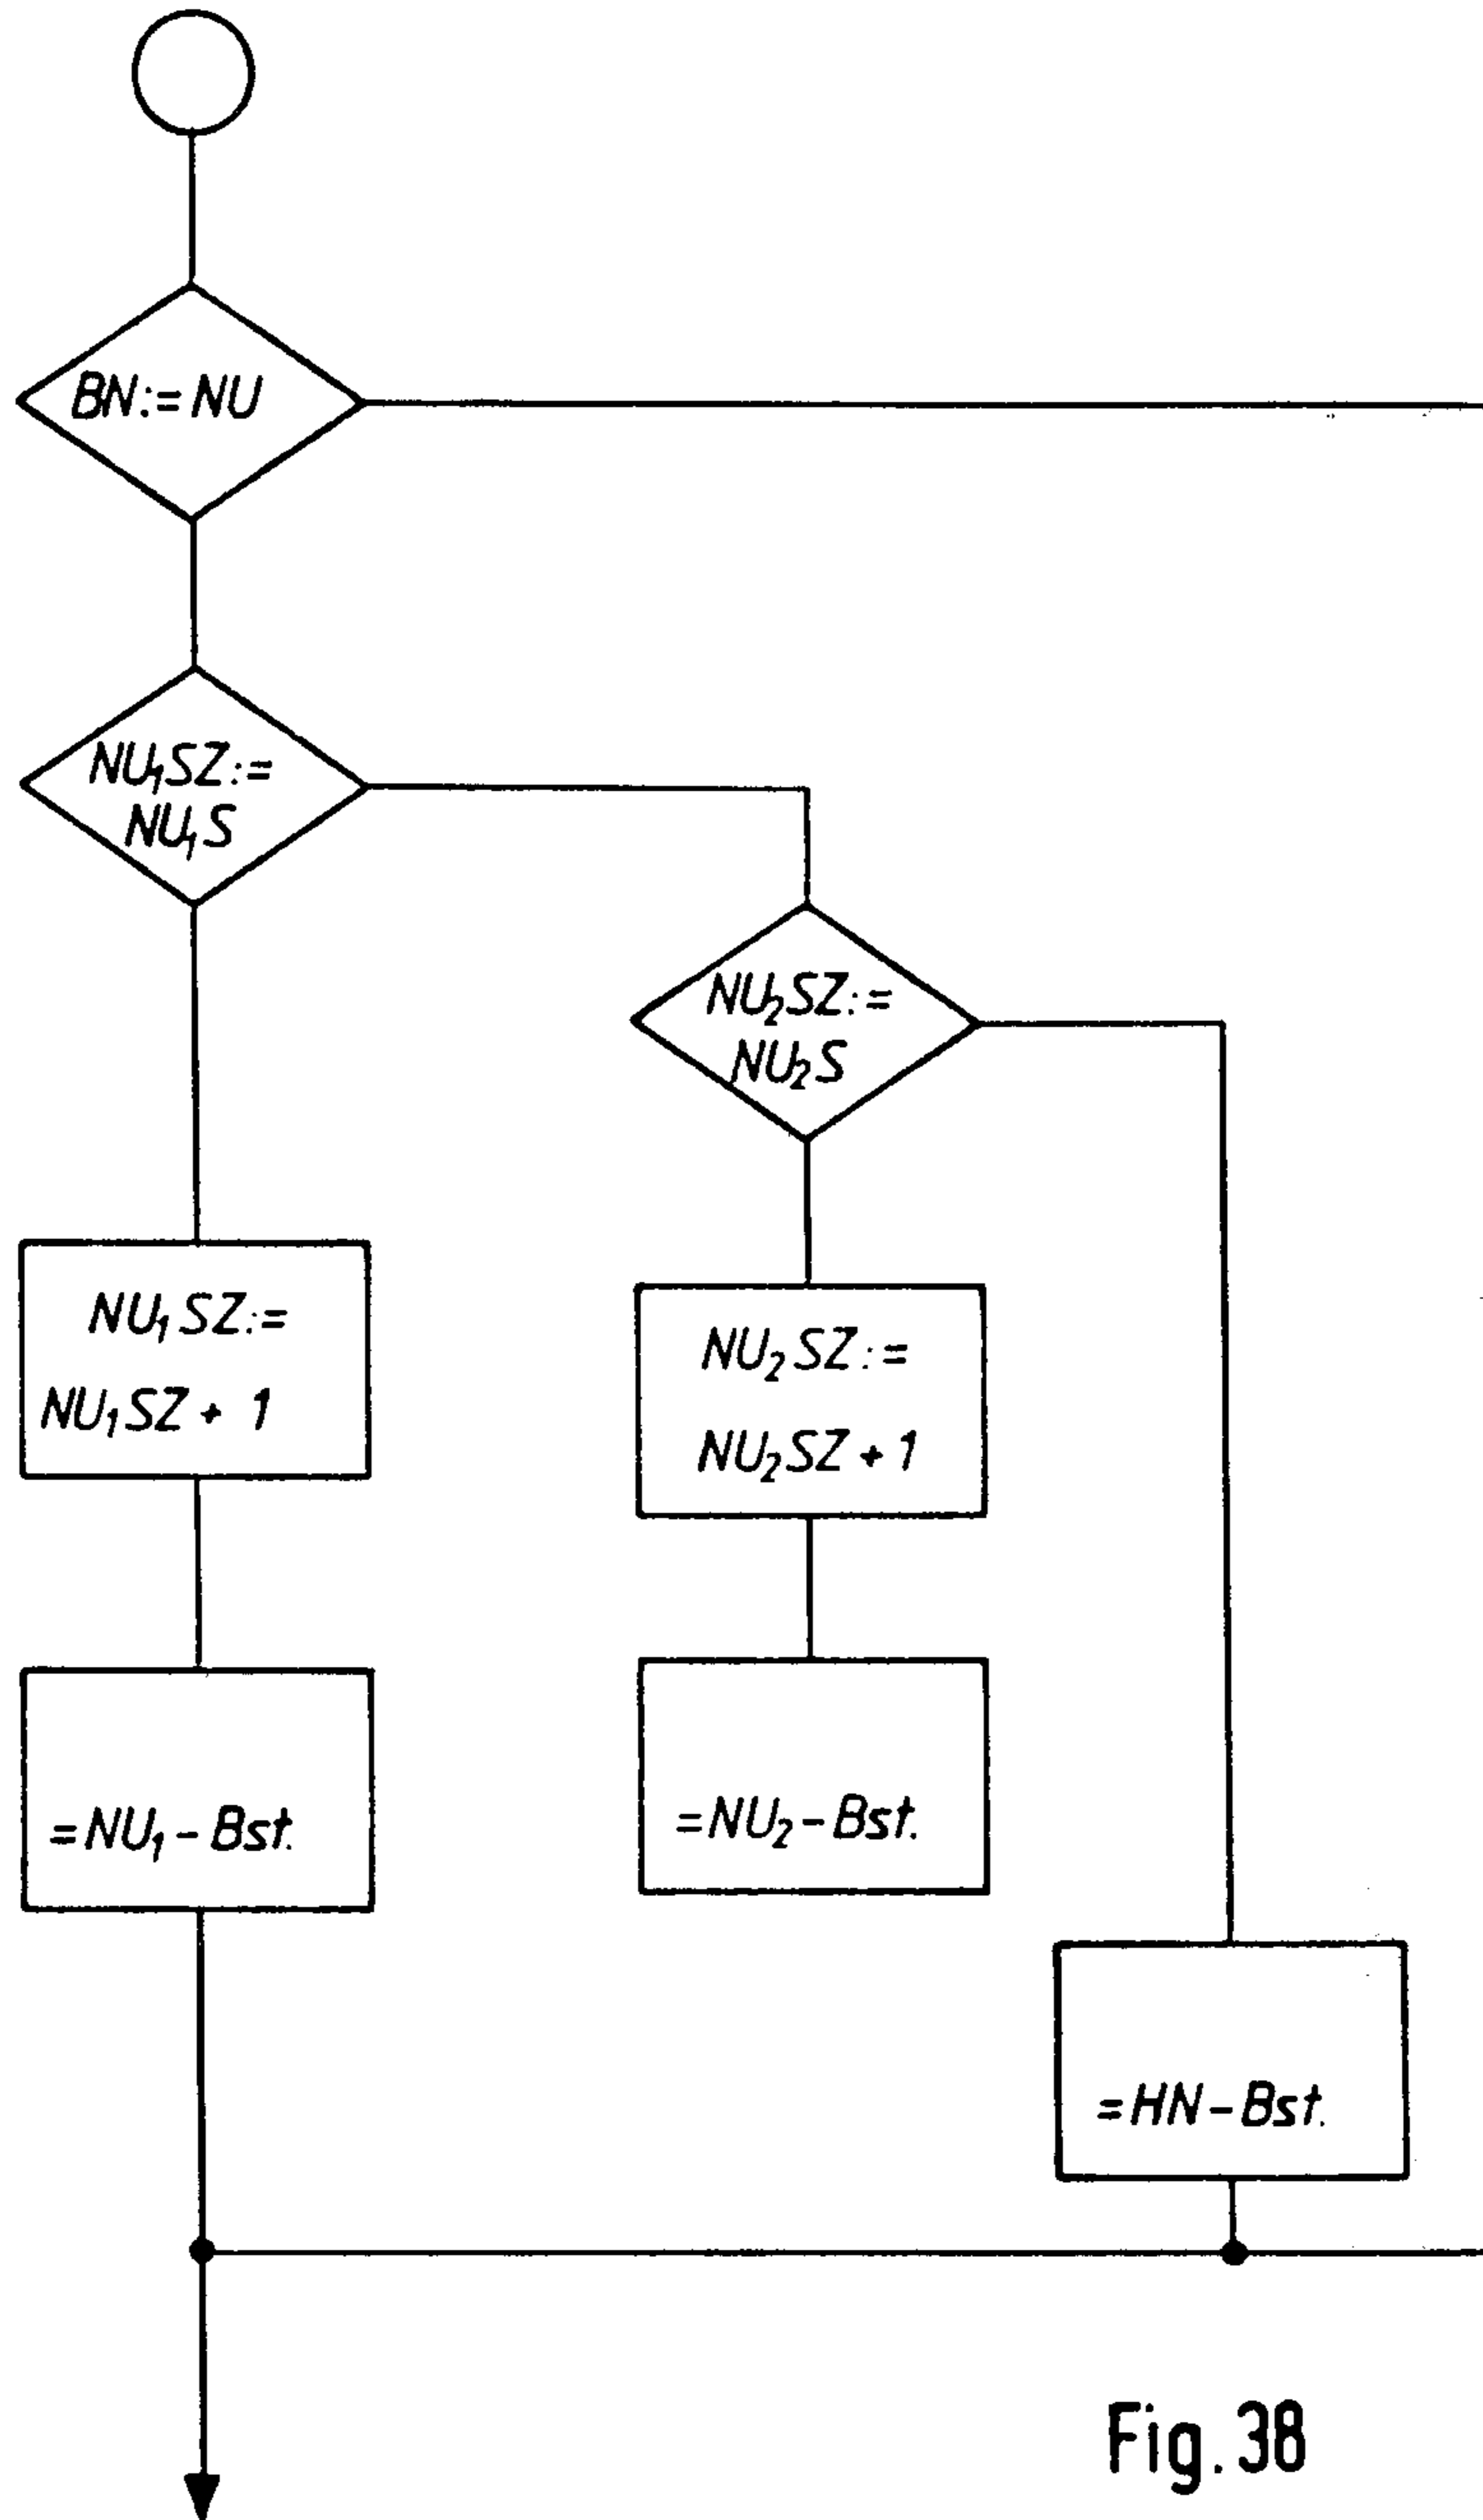 BN:=NU
NU₁SZ:=
NU₁S
NU₂SZ:=
NU₂S
NU₁SZ:=
NU₁SZ + 1
NU₂SZ:=
NU₂SZ + 1
=NU₁-Bst.
=NU₂-Bst.
=HN-Bst.
Fig. 38